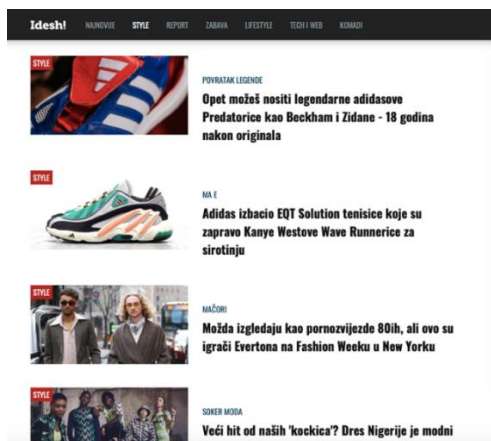 Idesh!
NAJNOVIJE STYLE REPORT ZABAVA LIFESTYLE TECH I WEB KOMADI
STYLE
POVRATAK LEGENDE
Opet možeš nositi legendarne adidasove
Predatorice kao Beckham i Zidane - 18 godina
nakon originala
STYLE
MA E
Adidas izbacio EQT Solution tenisice koje su
zapravo Kanye Westove Wave Runnerice za
sirotinju
STYLE
MAČORI
Možda izgledaju kao pornozvijezde 80ih, ali ovo su
igrači Evertona na Fashion Weeku u New Yorku
STYLE
SOKER MODA
Veći hit od naših 'kockica'? Dres Nigerije je modni